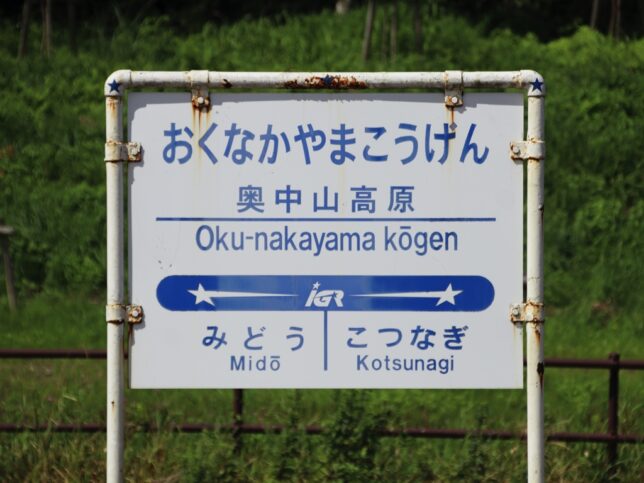 おくなかやまこうげん
奥中山高原
Oku-nakayama kōgen
IGR
みどう
Midō
こつなぎ
Kotsunagi